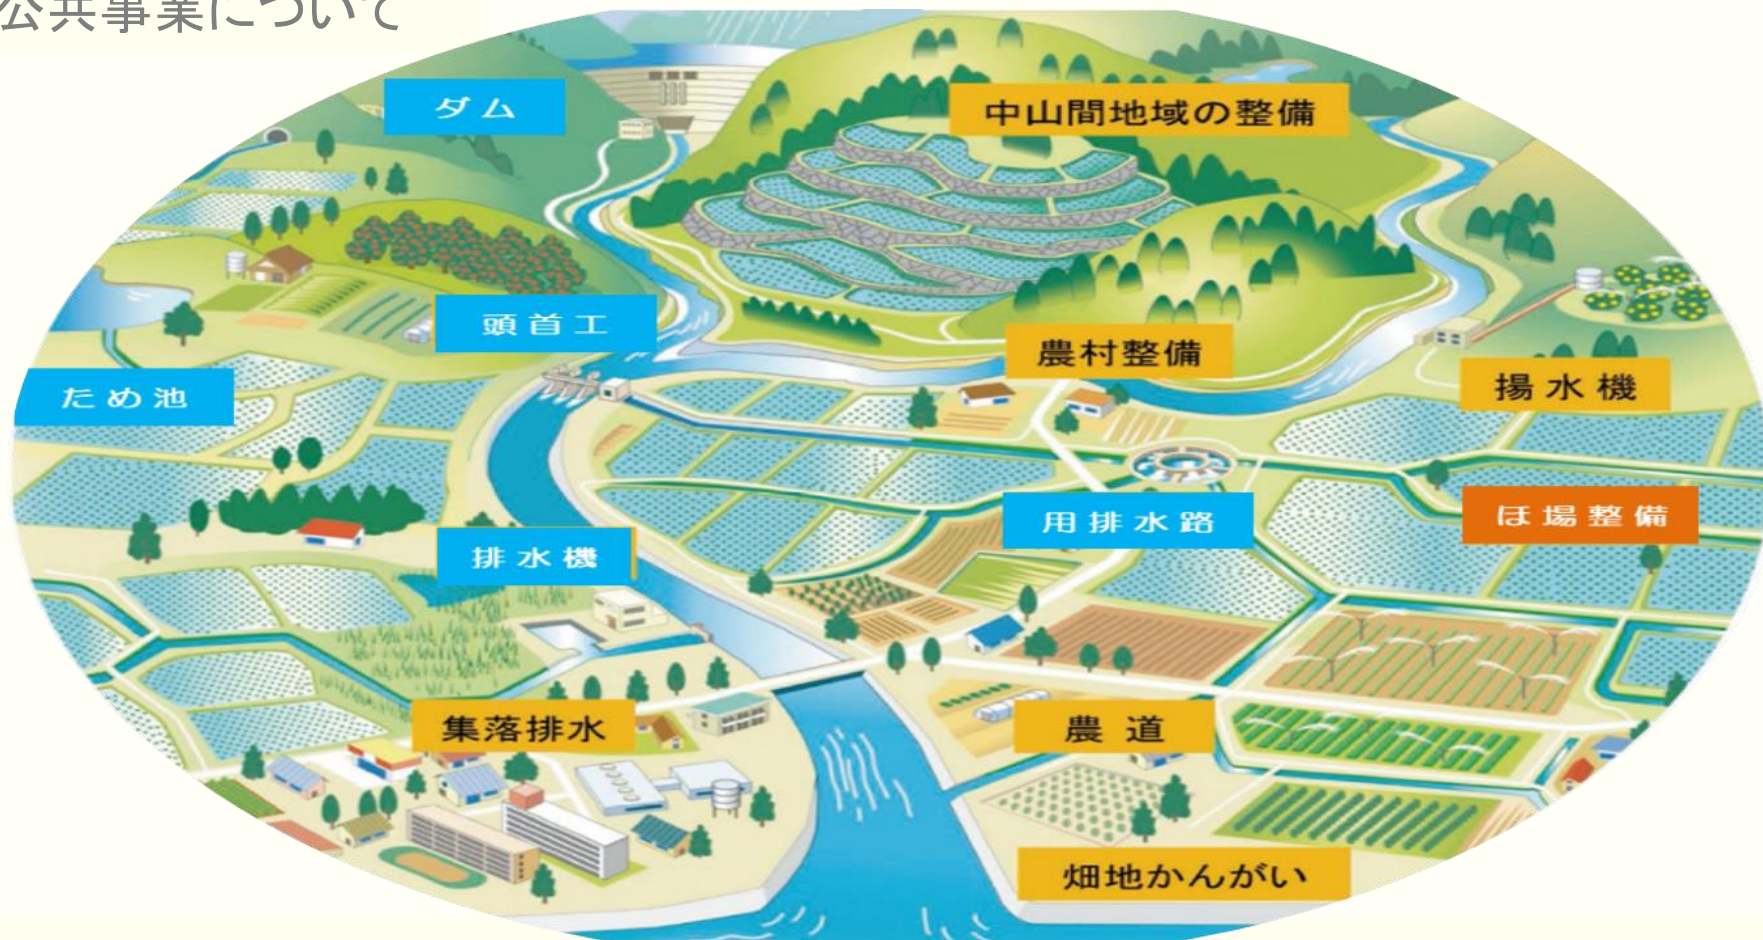 公共事業について
ダム
中山間地域の整備
頭首工
農村整備
ため池
揚水機
用排水路
ほ場整備
排水機
集落排水
農道
畑地かんがい